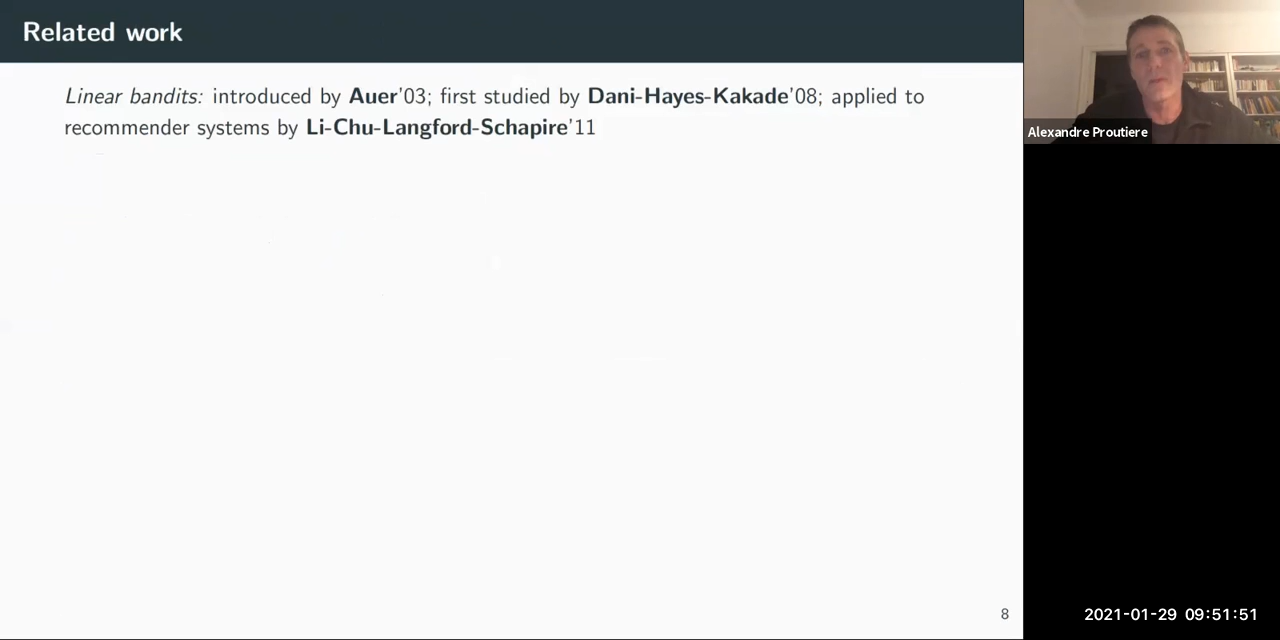 Related work
Linear bandits: introduced by Auer'03; first studied by Dani-Hayes-Kakade'08; applied to
recommender systems by Li-Chu-Langford-Schapire'11
Alexandre Proutiere
8
2021-01-29 09:51:51